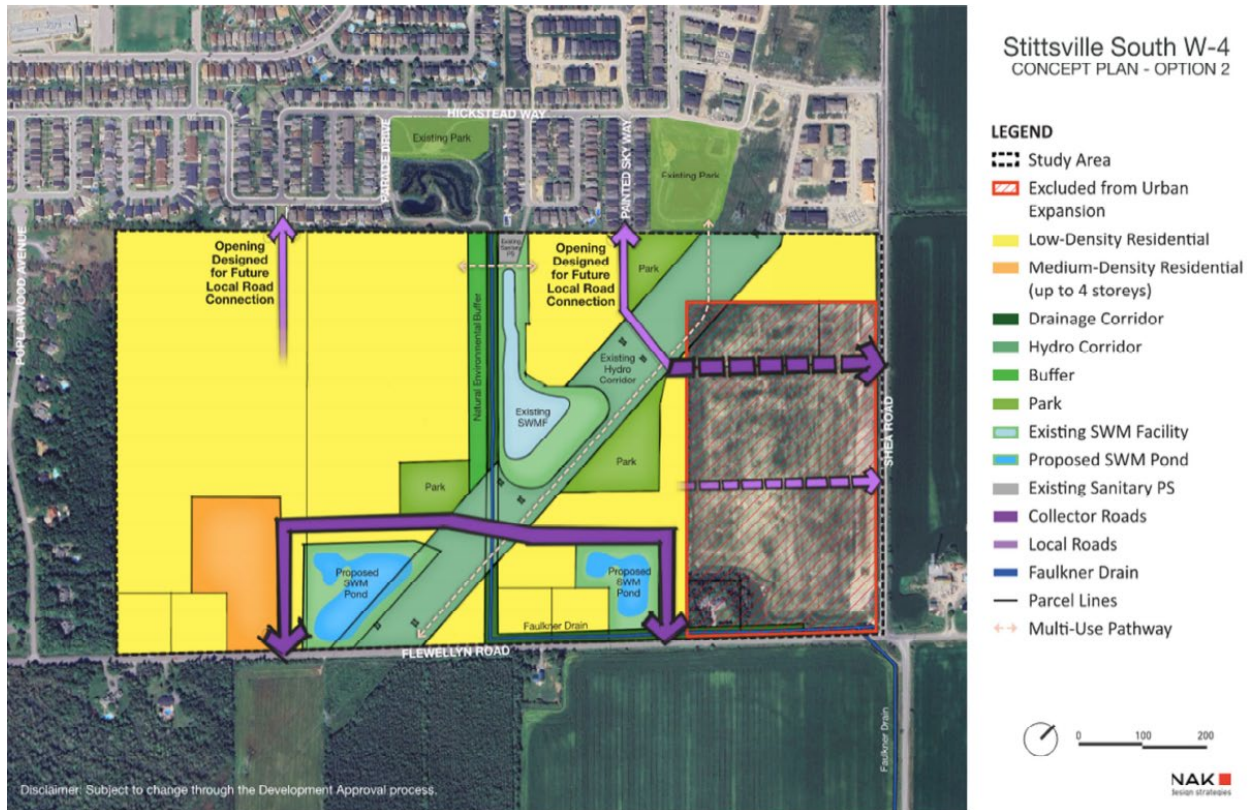 Stittsville South W-4
CONCEPT PLAN - OPTION 2
LEGEND
Study Area
Excluded from Urban
Expansion
Low-Density Residential
Medium-Density Residential
(up to 4 storeys)
Drainage Corridor
Hydro Corridor
Buffer
Park
Existing SWM Facility
Proposed SWM Pond
Existing Sanitary PS
Collector Roads
Local Roads
Faulkner Drain
Parcel Lines
Multi-Use Pathway
0 100 200
NAK
design strategies
HICKSTEAD WAY
Existing Park
PARADE DRIVE
PAINTED SKY WAY
Existing Park
POPLARWOOD AVENUE
Opening
Designed
for Future
Local Road
Connection
Existing
Sanitary
PS
Opening
Designed
for Future
Local Road
Connection
Park
Natural Environmental Buffer
Existing
Hydro
Corridor
Existing
SWMF
Park
Park
SHEA ROAD
Proposed
SWM
Pond
Proposed
SWM
Pond
Faulkner Drain
FLEWELLYN ROAD
Faulkner Drain
Disclaimer: Subject to change through the Development Approval process.